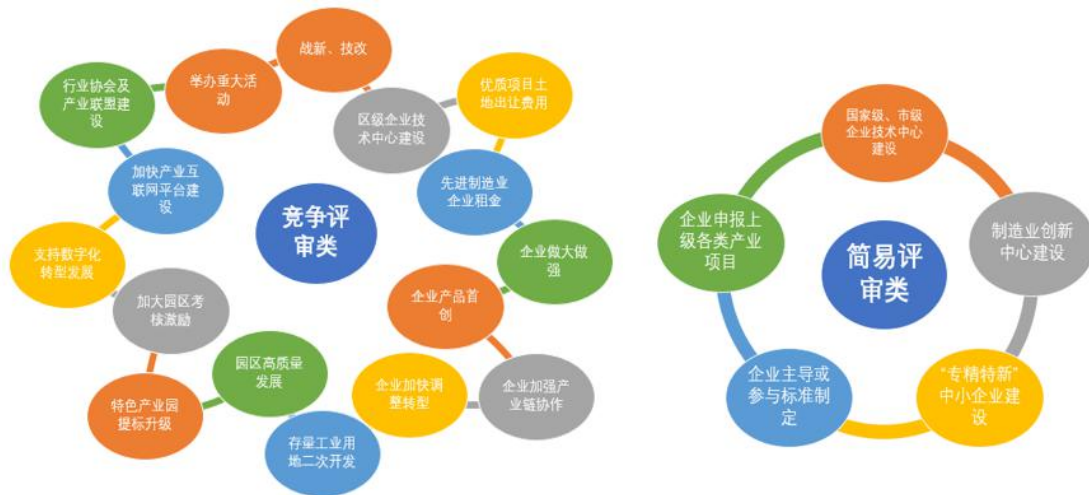 战新、技改
举办重大活
动
行业协会及
产业联盟建
设
加快产业互
联网平台建
设
支持数字化
转型发展
加大园区考
核激励
特色产业园
提标升级
园区高质量
发展
存量工业用
地二次开发
企业加快调
整转型
企业加强产
业链协作
企业产品首
创
企业做大做
强
先进制造业
企业租金
优质项目土
地出让费用
区级企业技
术中心建设
竞争评
审类
国家级、市级
企业技术中心
建设
制造业创新
中心建设
“专精特新”
中小企业建
设
企业主导或
参与标准制
定
企业申报上
级各类产业
项目
简易评
审类